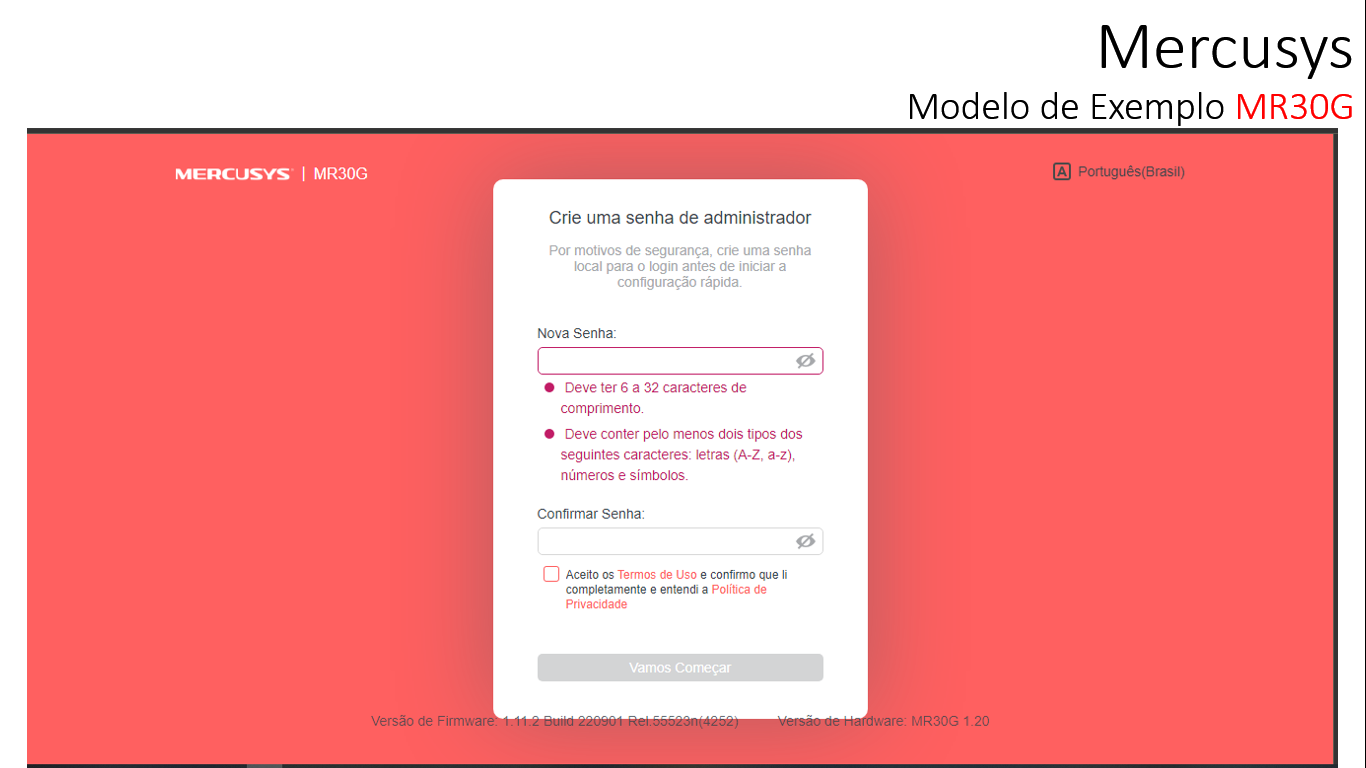 Mercusys
Modelo de Exemplo MR30G
MERCUSYS | MR30G
A Português(Brasil)
Crie uma senha de administrador
Por motivos de segurança, crie uma senha
local para o login antes de iniciar a
configuração rápida.
Nova Senha:
Deve ter 6 a 32 caracteres de
comprimento.
Deve conter pelo menos dois tipos dos
seguintes caracteres: letras (A-Z, a-z),
números e símbolos.
Confirmar Senha:
Aceito os Termos de Uso e confirmo que li
completamente e entendi a Política de
Privacidade
Vamos Começar
Versão de Firmware: 1.11.2 Build 220901 Rel.55523n(4252) Versão de Hardware: MR30G 1.20